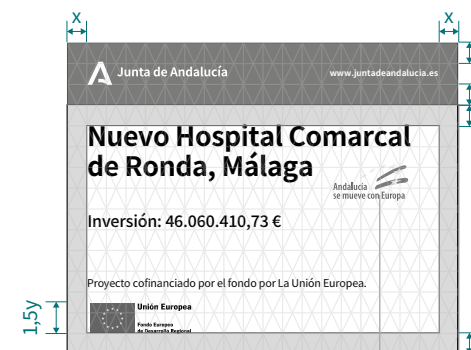 X
X
Junta de Andalucía
www.juntadeandalucia.es
Nuevo Hospital Comarcal
de Ronda, Málaga
Andalucía
se mueve con Europa
Inversión: 46.060.410,73 €
Proyecto cofinanciado por el fondo por La Unión Europea.
1,5y
Unión Europea
Fondo Europeo
de Desarrollo Regional